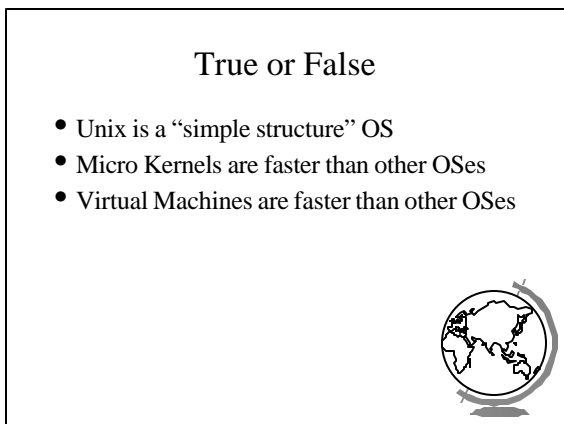 True or False
• Unix is a “simple structure” OS
• Micro Kernels are faster than other OSes
• Virtual Machines are faster than other OSes